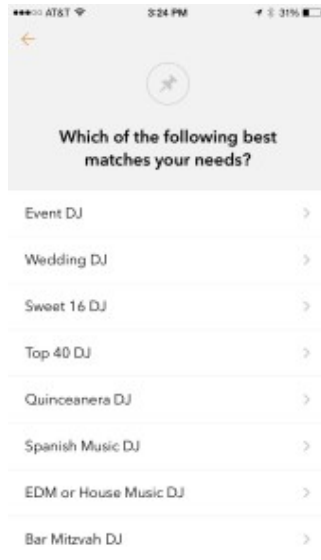 AT&T 3:24 PM 31%
Which of the following best
matches your needs?
Event DJ
Wedding DJ
Sweet 16 DJ
Top 40 DJ
Quinceanera DJ
Spanish Music DJ
EDM or House Music DJ
Bar Mitzvah DJ